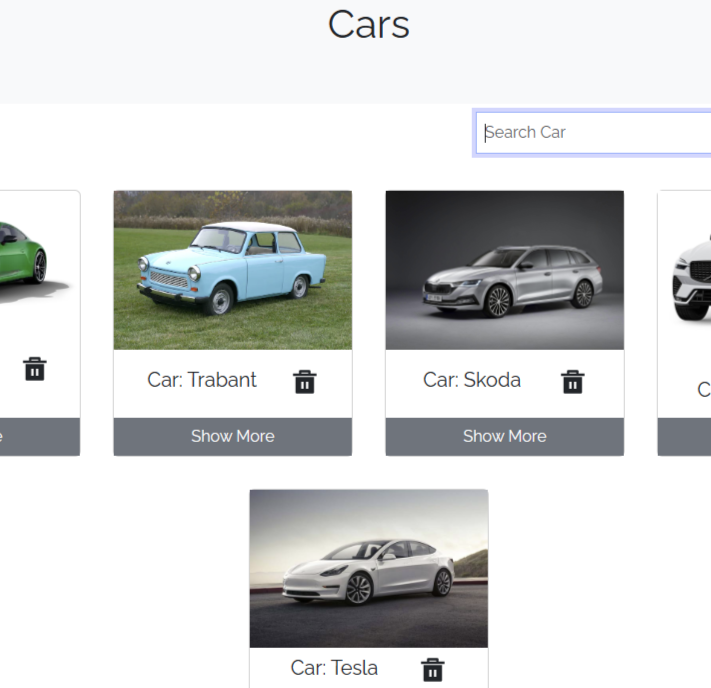 Cars
Search Car
Car: Trabant
Car: Skoda
Show More
Show More
Car: Tesla